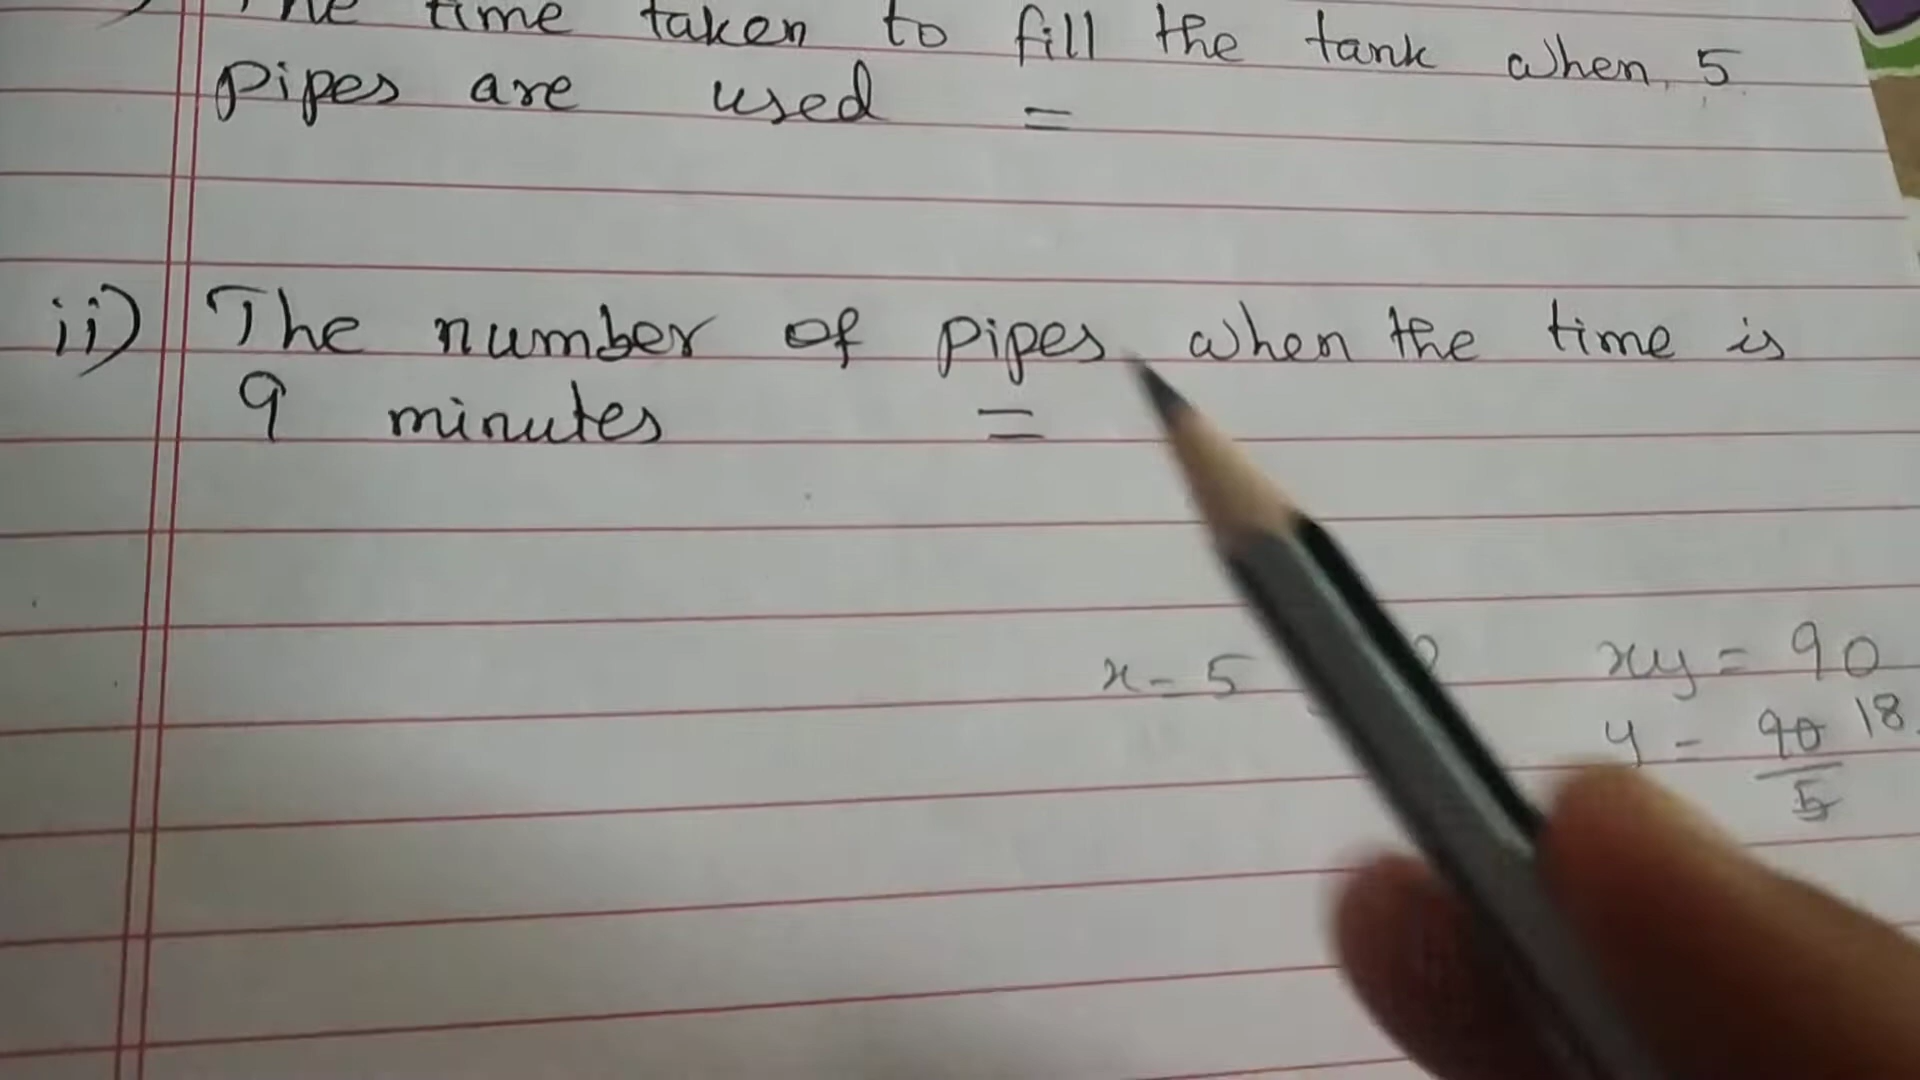 The time taken to fill the tank when 5
pipes are used =
ii) The number of pipes when the time is
9 minutes =
x - 5
xy = 90
y - 90 18
5